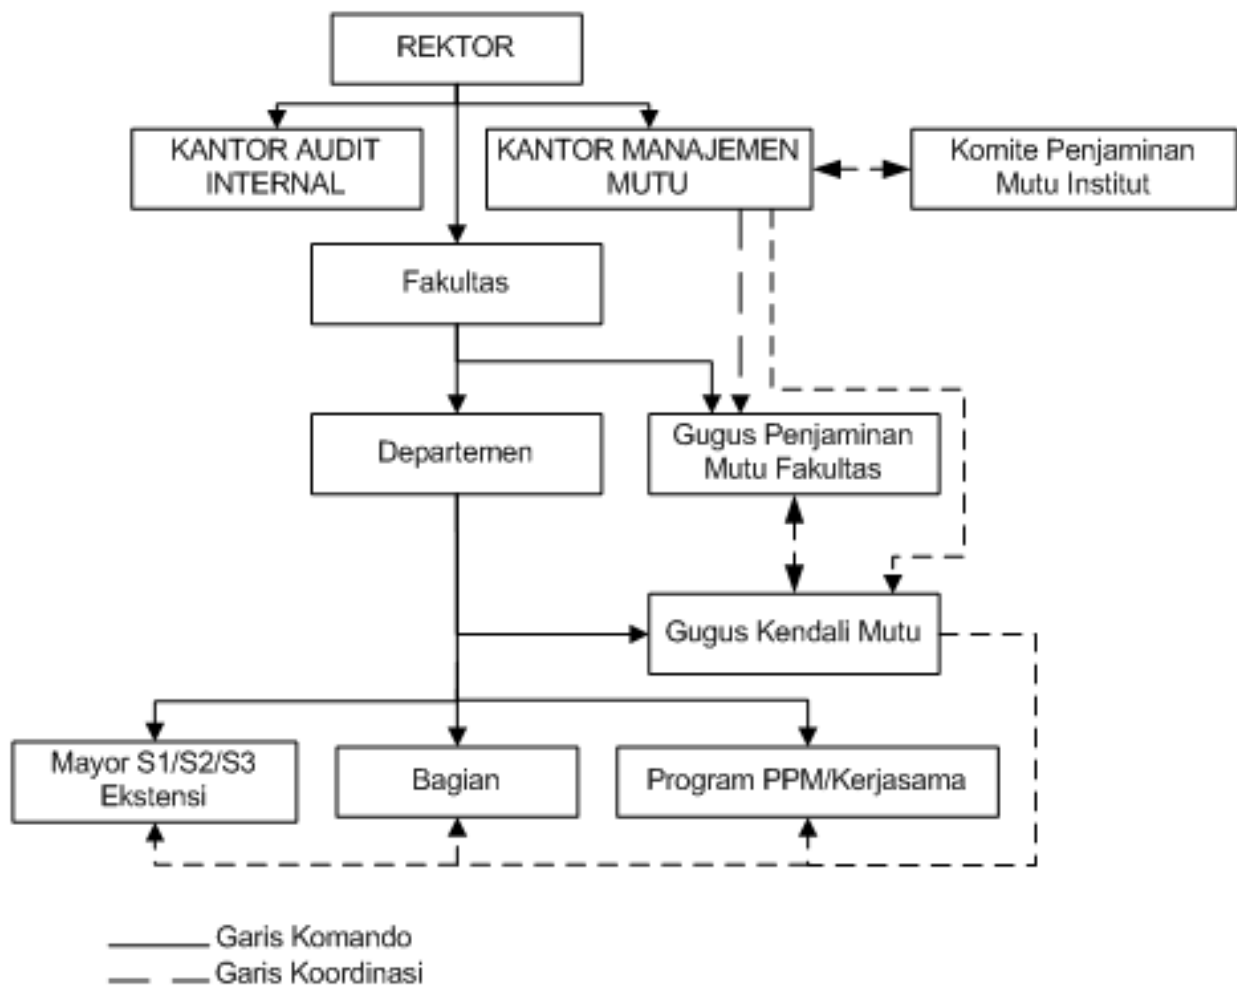 REKTOR
KANTOR AUDIT
INTERNAL
KANTOR MANAJEMEN
MUTU
Komite Penjaminan
Mutu Institut
Fakultas
Departemen
Gugus Penjaminan
Mutu Fakultas
Gugus Kendali Mutu
Mayor S1/S2/S3
Ekstensi
Bagian
Program PPM/Kerjasama
Garis Komando
Garis Koordinasi